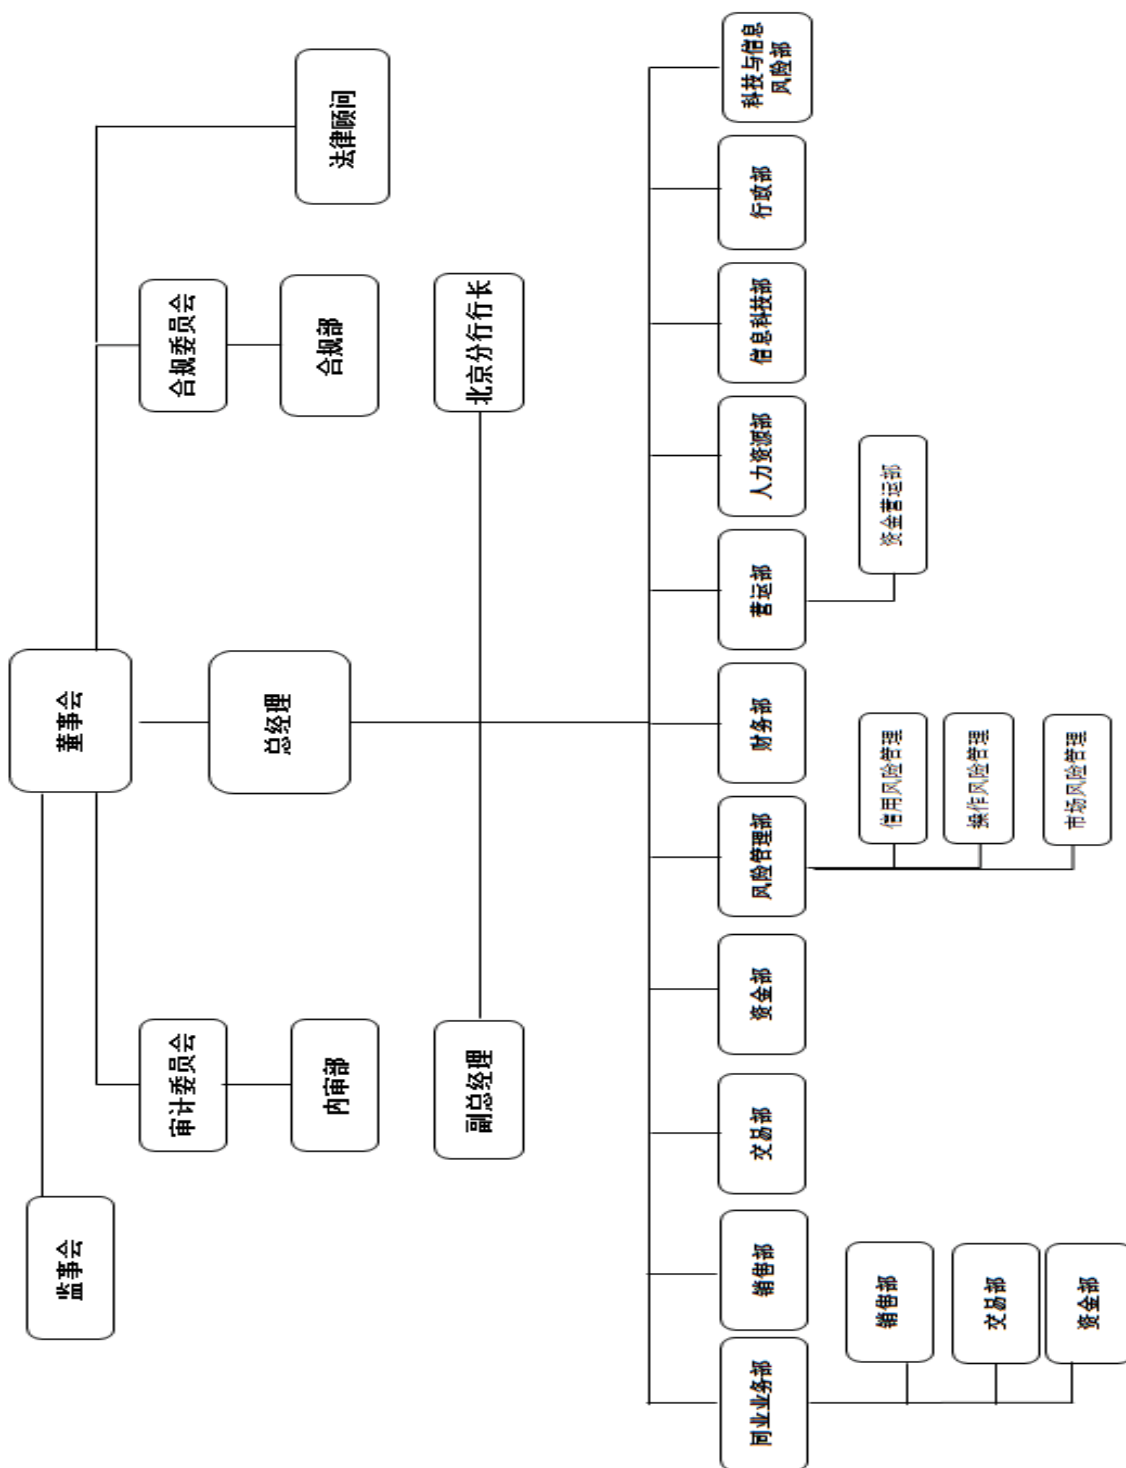 监事会
董事会
审计委员会
合规委员会
法律顾问
内审部
总经理
合规部
副总经理
北京分行行长
同业业务部
销售部
交易部
资金部
风险管理部
财务部
营运部
人力资源部
信息科技部
行政部
科技与信息
风险部
销售部
交易部
资金部
信用风险管理
操作风险管理
市场风险管理
资金营运部